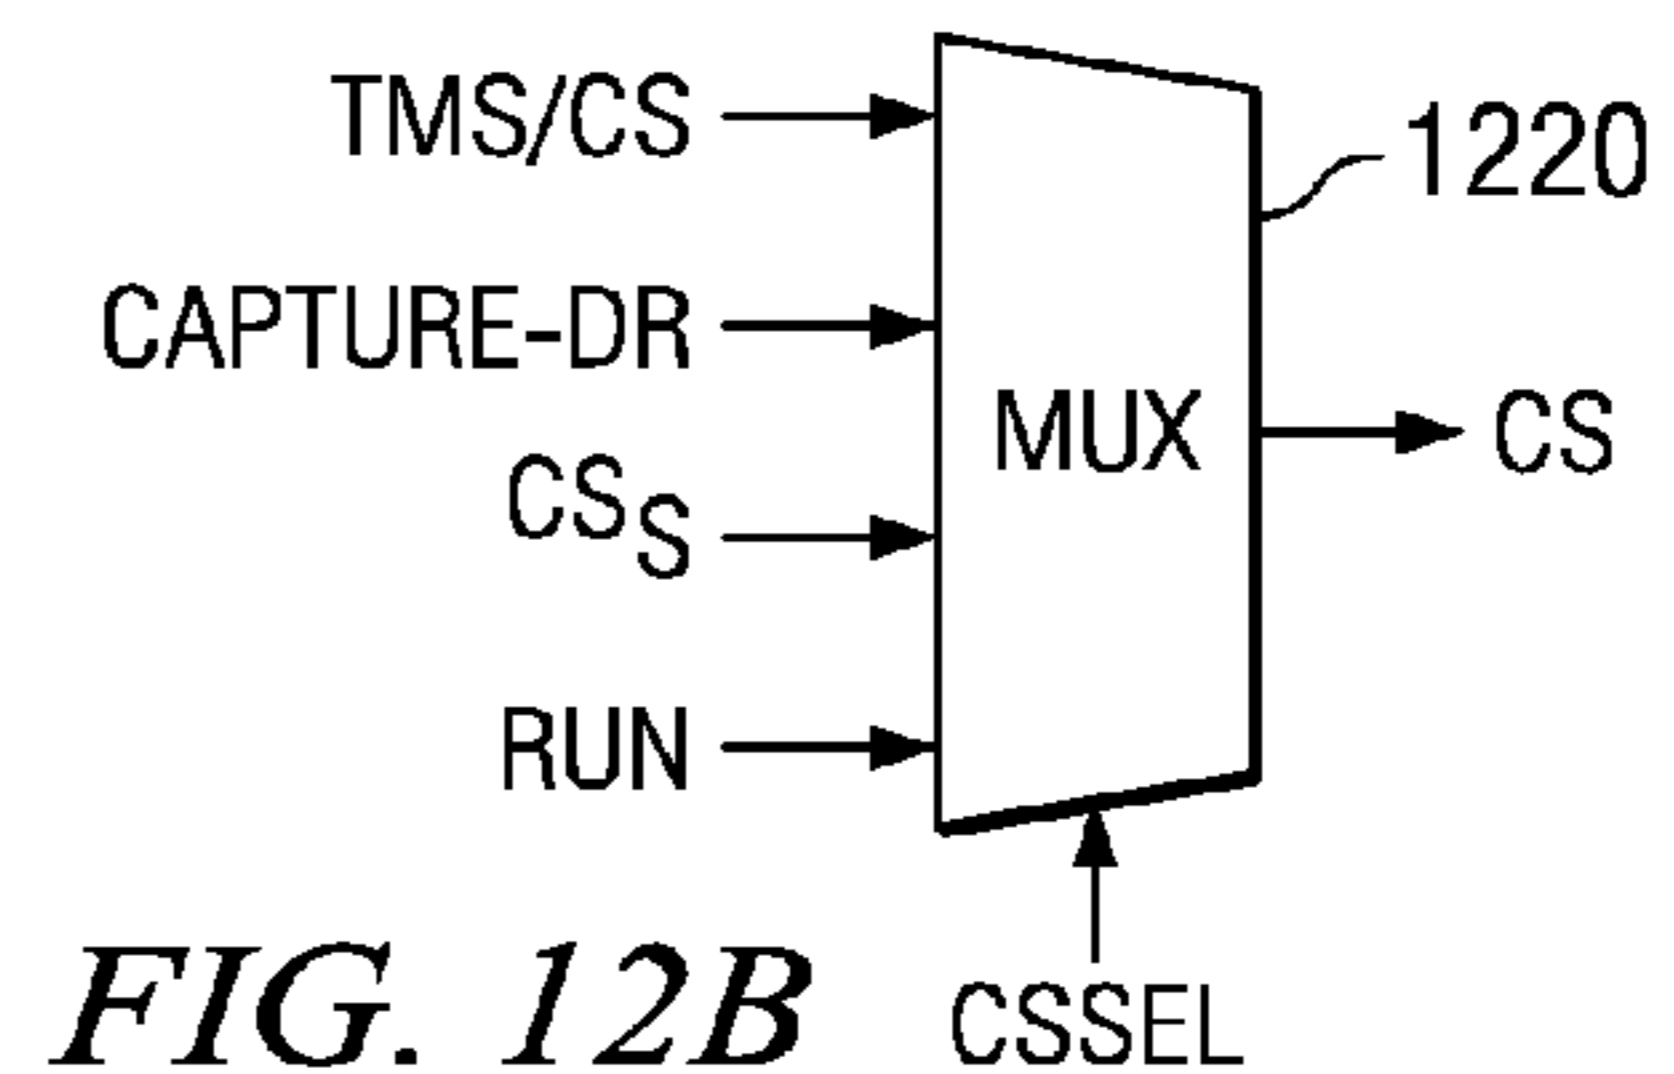 TMS/CS
1220
CAPTURE-DR
MUX
CS
CSS
RUN
CSSEL
FIG. 12B